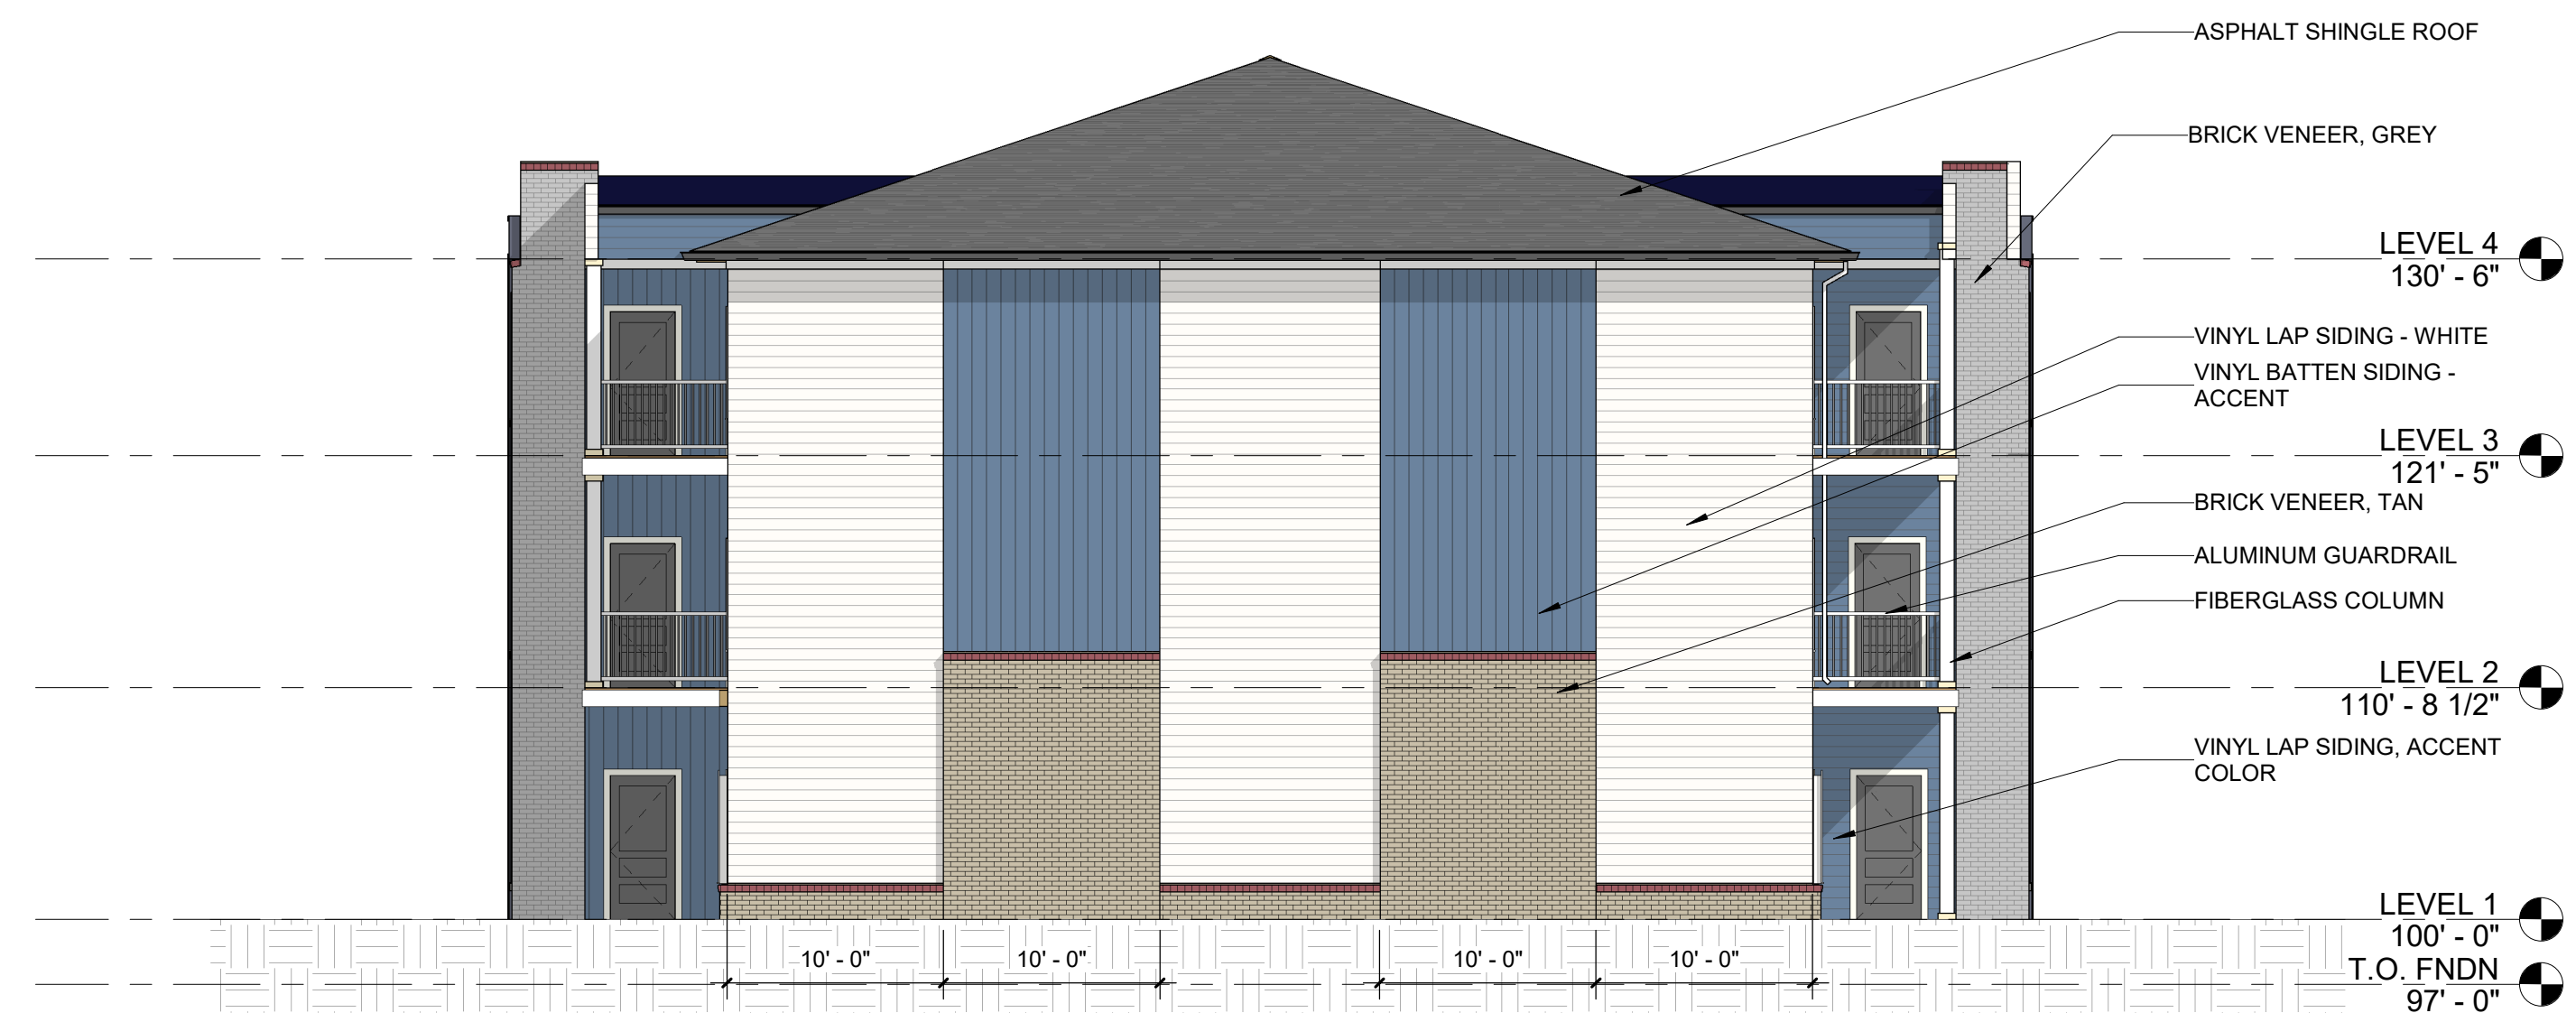 ASPHALT SHINGLE ROOF
BRICK VENEER, GREY
LEVEL 4
130' - 6"
VINYL LAP SIDING - WHITE
VINYL BATTEN SIDING -
ACCENT
LEVEL 3
121' - 5"
BRICK VENEER, TAN
ALUMINUM GUARDRAIL
FIBERGLASS COLUMN
LEVEL 2
110' - 8 1/2"
VINYL LAP SIDING, ACCENT
COLOR
LEVEL 1
100' - 0"
10' - 0" 10' - 0" 10' - 0" 10' - 0"
T.O. FNDN
97' - 0"